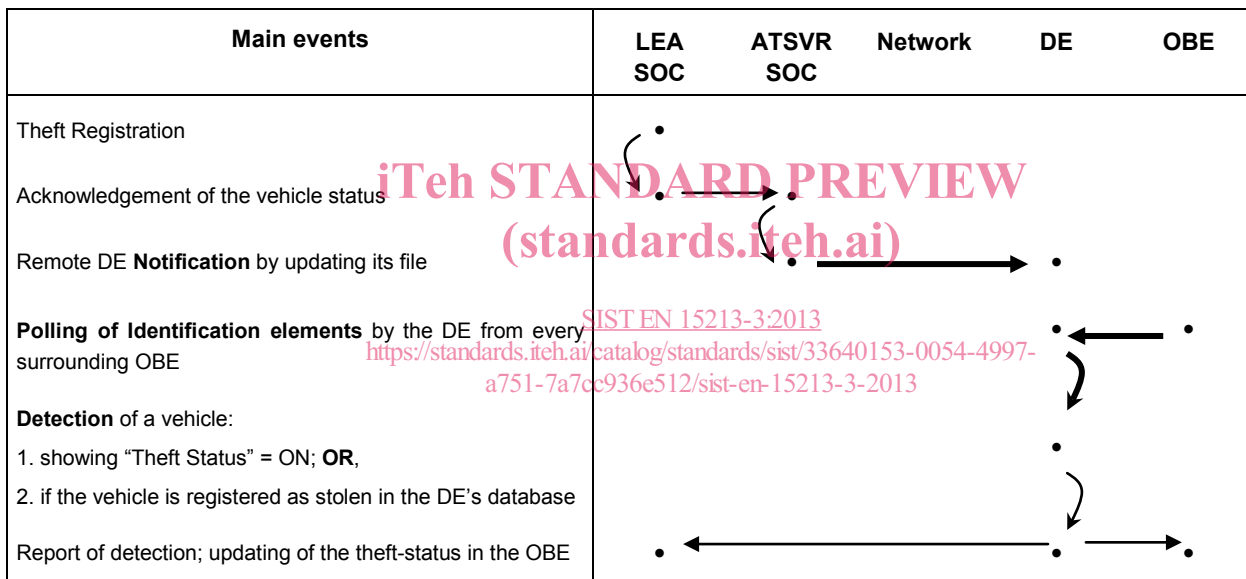 Main events
LEA SOC
ATSVR SOC
Network
DE
OBE
Theft Registration
Acknowledgement of the vehicle status
iTeh STANDARD PREVIEW
(standards.iteh.ai)
Remote DE Notification by updating its file
SIST EN 15213-3:2013
Polling of Identification elements by the DE from every
surrounding OBE
https://standards.iteh.ai/catalog/standards/sist/33640153-0054-4997-
a751-7a7cc936e512/sist-en-15213-3-2013
Detection of a vehicle:
1. showing “Theft Status” = ON; OR,
2. if the vehicle is registered as stolen in the DE’s database
Report of detection; updating of the theft-status in the OBE